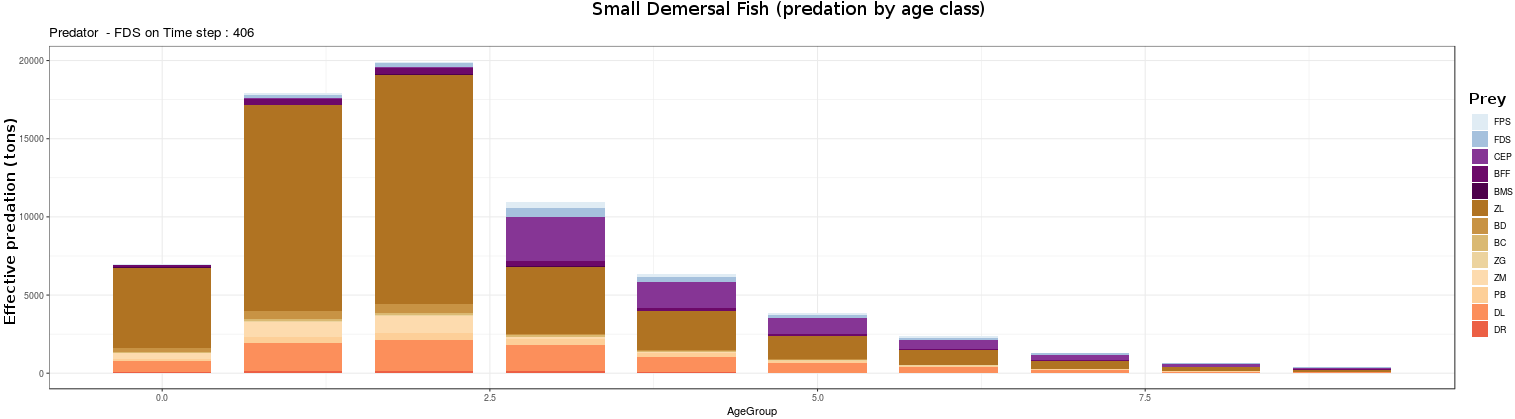 Small Demersal Fish (predation by age class)
Predator  - FDS on Time step : 406
Effective predation (tons)
20000
15000
10000
5000
0
0.0
2.5
5.0
7.5
AgeGroup
Prey
FPS
FDS
CEP
BFF
BMS
ZL
BD
BC
ZG
ZM
PB
DL
DR